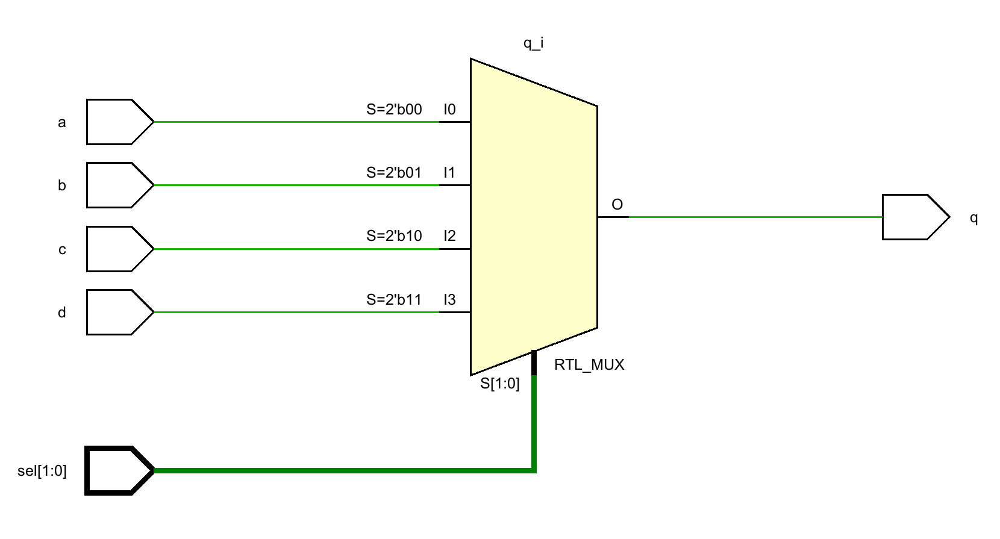 q_i
a
S=2'b00 I0
b
S=2'b01 I1
O
q
c
S=2'b10 I2
d
S=2'b11 I3
RTL_MUX
S[1:0]
sel[1:0]